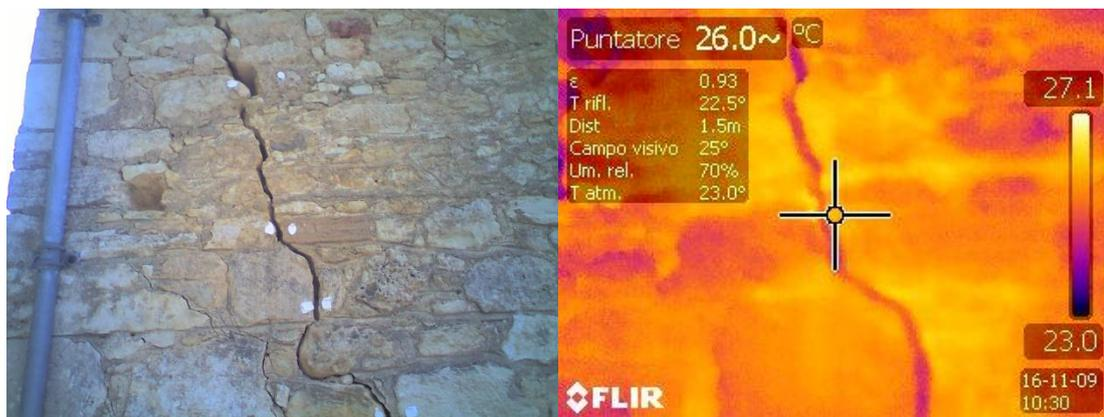 Puntatore 26.0~ ºC
ε 0.93
T rifl. 22.5°
Dist 1.5m
Campo visivo 25°
Um. rel. 70%
T atm. 23.0°
27.1
23.0
16-11-09
10:30
FLIR